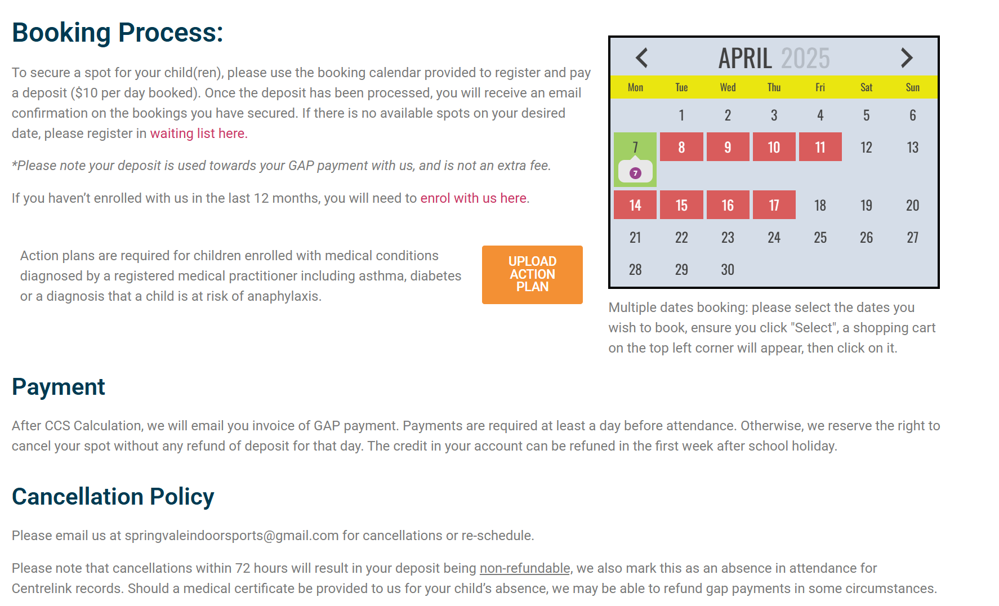 Booking Process:
To secure a spot for your child(ren), please use the booking calendar provided to register and pay
a deposit ($10 per day booked). Once the deposit has been processed, you will receive an email
confirmation on the bookings you have secured. If there is no available spots on your desired
date, please register in waiting list here.
*Please note your deposit is used towards your GAP payment with us, and is not an extra fee.
If you haven’t enrolled with us in the last 12 months, you will need to enrol with us here.
Action plans are required for children enrolled with medical conditions
diagnosed by a registered medical practitioner including asthma, diabetes
or a diagnosis that a child is at risk of anaphylaxis.
UPLOAD
ACTION
PLAN
APRIL 2025
Mon Tue Wed Thu Fri Sat Sun
1 2 3 4 5 6
7 8 9 10 11 12 13
7
14 15 16 17 18 19 20
21 22 23 24 25 26 27
28 29 30
Multiple dates booking: please select the dates you
wish to book, ensure you click "Select", a shopping cart
on the top left corner will appear, then click on it.
Payment
After CCS Calculation, we will email you invoice of GAP payment. Payments are required at least a day before attendance. Otherwise, we reserve the right to
cancel your spot without any refund of deposit for that day. The credit in your account can be refuned in the first week after school holiday.
Cancellation Policy
Please email us at springvaleindoorsports@gmail.com for cancellations or re-schedule.
Please note that cancellations within 72 hours will result in your deposit being non-refundable, we also mark this as an absence in attendance for
Centrelink records. Should a medical certificate be provided to us for your child’s absence, we may be able to refund gap payments in some circumstances.